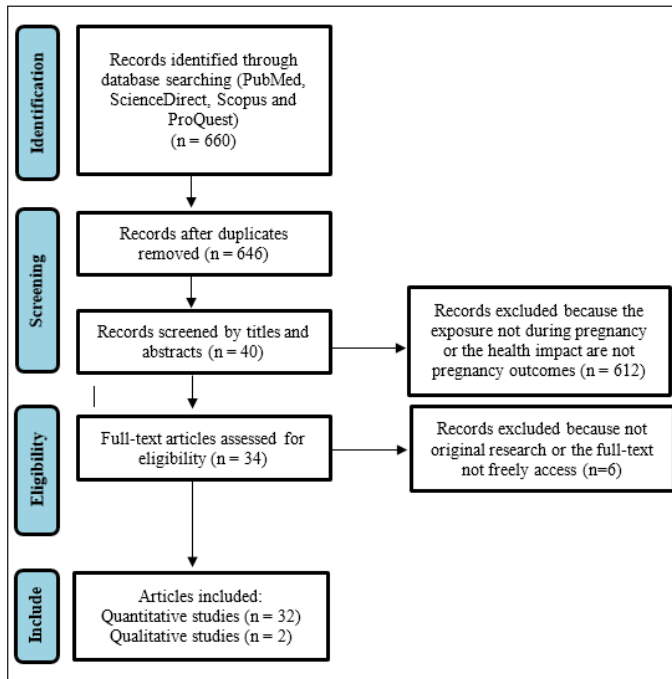 Identification
Records identified through
database searching (PubMed,
ScienceDirect, Scopus and
ProQuest)
(n = 660)
Screening
Records after duplicates
removed (n = 646)
Records screened by titles and
abstracts (n = 40)
Records excluded because the
exposure not during pregnancy
or the health impact are not
pregnancy outcomes (n = 612)
Eligibility
Full-text articles assessed for
eligibility (n = 34)
Records excluded because not
original research or the full-text
not freely access (n=6)
Include
Articles included:
Quantitative studies (n = 32)
Qualitative studies (n = 2)